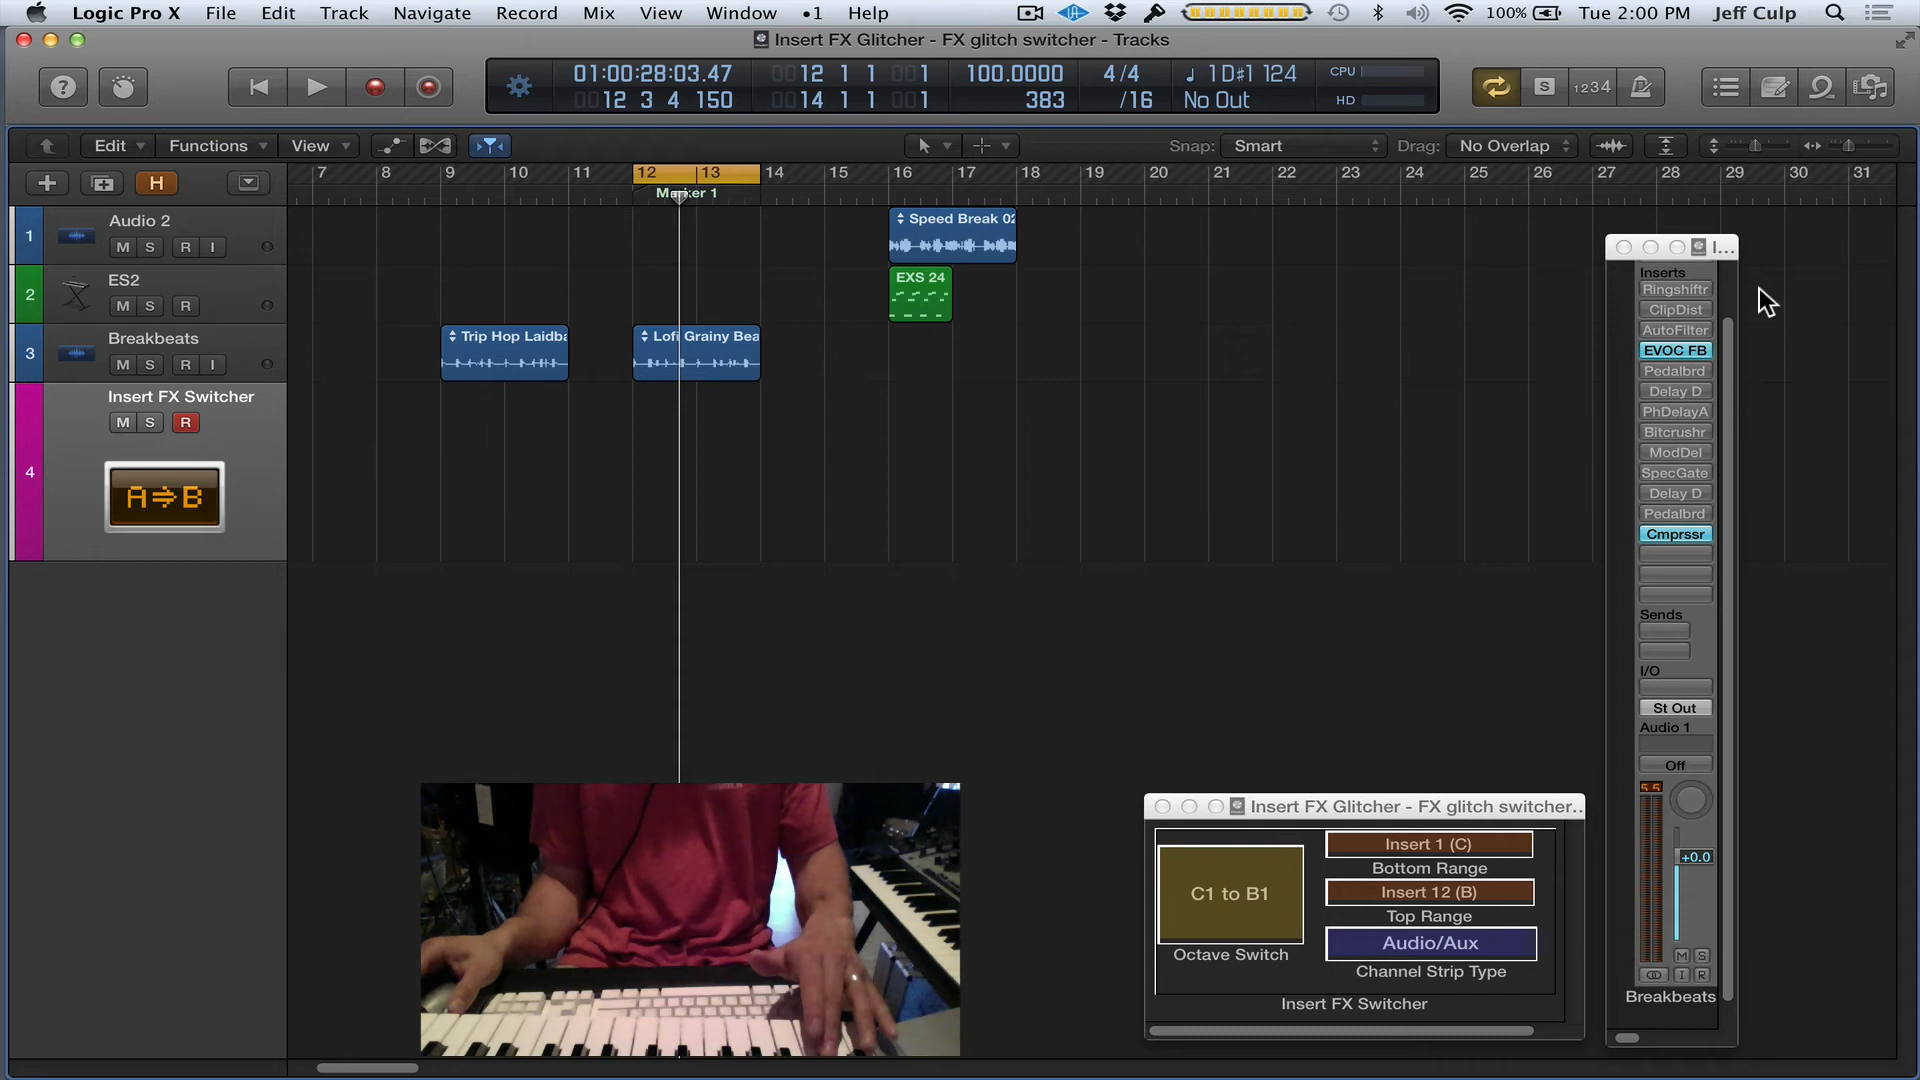 Logic Pro X File Edit Track Navigate Record Mix View Window •1 Help 100% Tue 2:00 PM Jeff Culp
Insert FX Glitcher - FX glitch switcher - Tracks
01:00:28:03.47 0012 1 1 001 100.0000 4/4 1 D#1 124 CPU
0012 3 4 150 0014 1 1 001 383 /16 No Out HD
S 1234
Edit Functions View Snap: Smart Drag: No Overlap
H
7 9 10 11 12 13 14 15 16 17 18 19 20 21 22 23 24 25 26 27 28 29 30 31
Marker 1
1 Audio 2
M S R I
Speed Break 02
2 ES2
M S R
EXS 24
3 Breakbeats
M S R I
Trip Hop Laidba
Lofi Grainy Bea
4 Insert FX Switcher
M S R
A⇒B
I...
Inserts
Ringshiftr
ClipDist
AutoFilter
EVOC FB
Pedalbrd
Delay D
PhDelayA
Bitcrushr
ModDel
SpecGate
Delay D
Pedalbrd
Cmprssr
Sends
I/O
St Out
Audio 1
Off
5.5
+0.0
M S
I R
Breakbeats
Insert FX Glitcher - FX glitch switcher..
Insert 1 (C)
Bottom Range
C1 to B1
Insert 12 (B)
Top Range
Audio/Aux
Octave Switch
Channel Strip Type
Insert FX Switcher